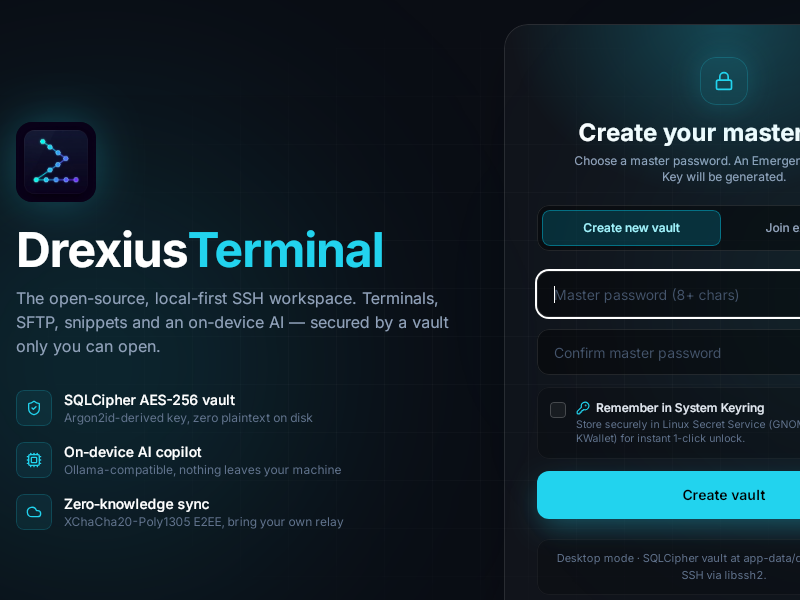 DrexiusTerminal
The open-source, local-first SSH workspace. Terminals,
SFTP, snippets and an on-device AI — secured by a vault
only you can open.
SQLCipher AES-256 vault
Argon2id-derived key, zero plaintext on disk
On-device AI copilot
Ollama-compatible, nothing leaves your machine
Zero-knowledge sync
XChaCha20-Poly1305 E2EE, bring your own relay
Create your master
Choose a master password. An Emergen
Key will be generated.
Create new vault
Join e
Master password (8+ chars)
Confirm master password
Remember in System Keyring
Store securely in Linux Secret Service (GNOM
KWallet) for instant 1-click unlock.
Create vault
Desktop mode · SQLCipher vault at app-data/
SSH via libssh2.